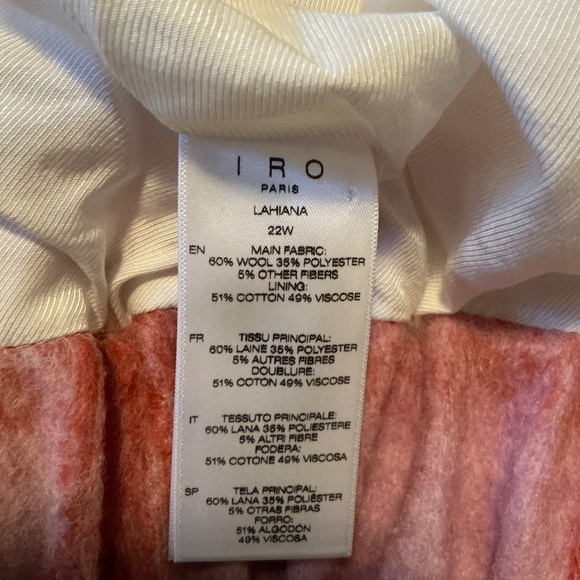 IRO
PARIS
LAHIANA
22W
EN MAIN FABRIC:
60% WOOL 35% POLYESTER
5% OTHER FIBERS
LINING:
51% COTTON 49% VISCOSE
FR TISSU PRINCIPAL:
60% LAINE 35% POLYESTER
5% AUTRES FIBRES
DOUBLURE:
51% COTON 49% VISCOSE
IT TESSUTO PRINCIPALE:
60% LANA 35% POLIESTERE
5% ALTRI FIBRE
FODERA:
51% COTONE 49% VISCOSA
SP TELA PRINCIPAL:
60% LANA 35% POLIÉSTER
5% OTRAS FIBRAS
FORRO:
51% ALGODON
49% VISCOSA